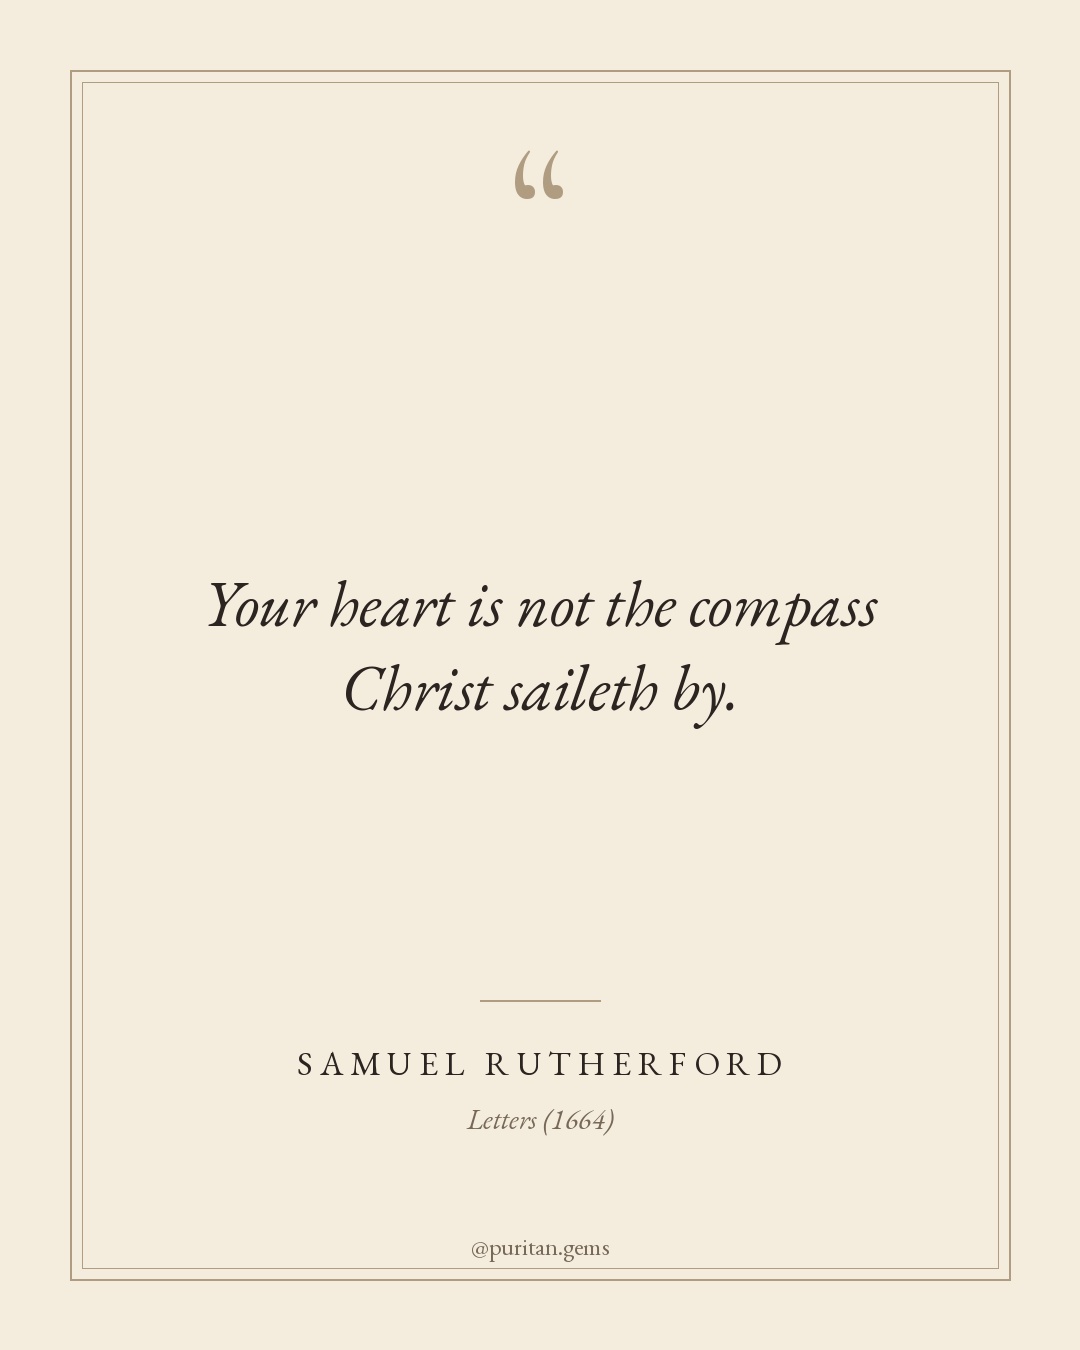 “
Your heart is not the compass
Christ saileth by.
SAMUEL RUTHERFORD
Letters (1664)
@puritan.gems